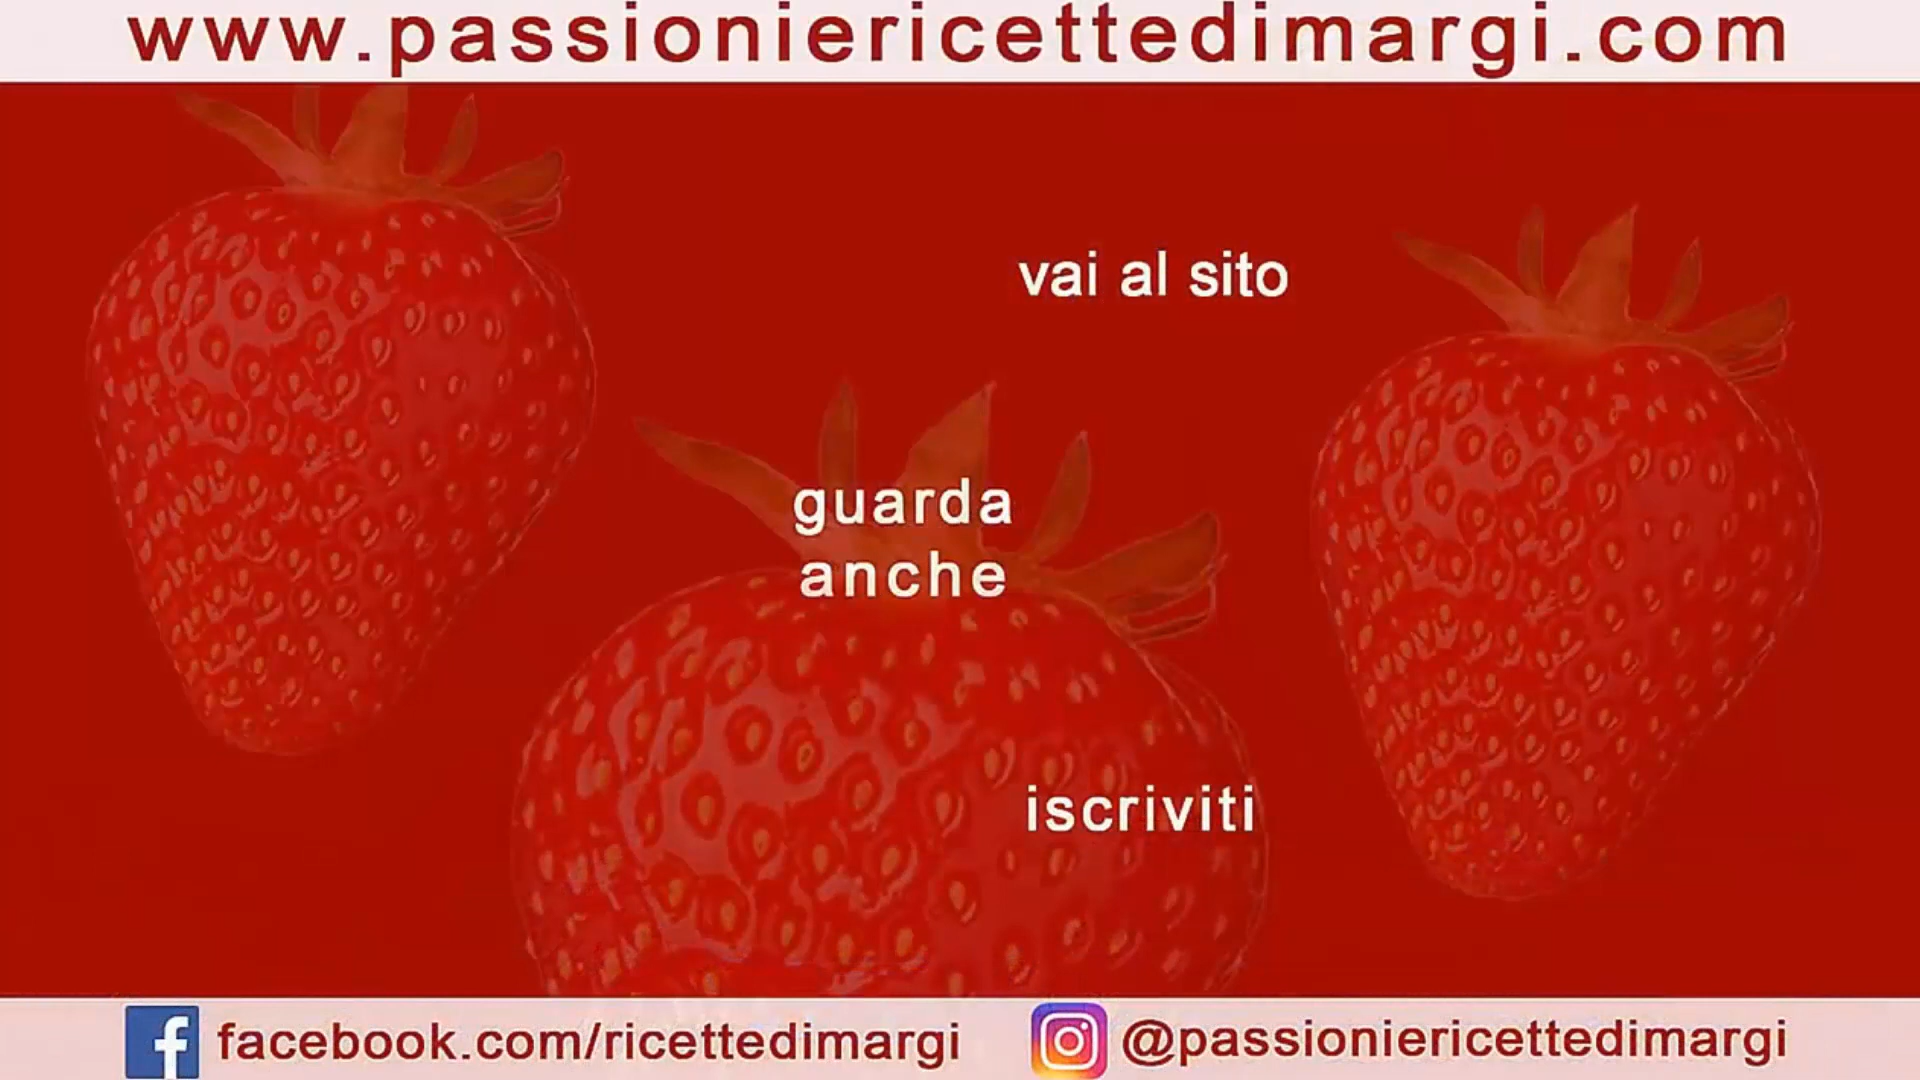 www.passioniericettedimargi.com
vai al sito
guarda
anche
iscriviti
facebook.com/ricettedimargi
@passioniericettedimargi